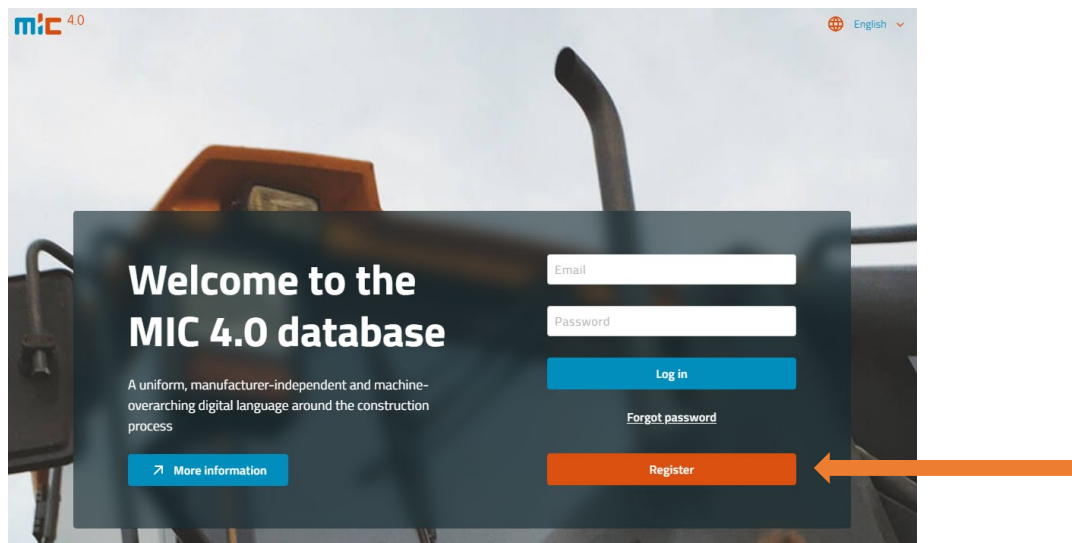 mic 4.0
English
Welcome to the
MIC 4.0 database
A uniform, manufacturer-independent and machine-
overarching digital language around the construction
process
More information
Email
Password
Log in
Forgot password
Register